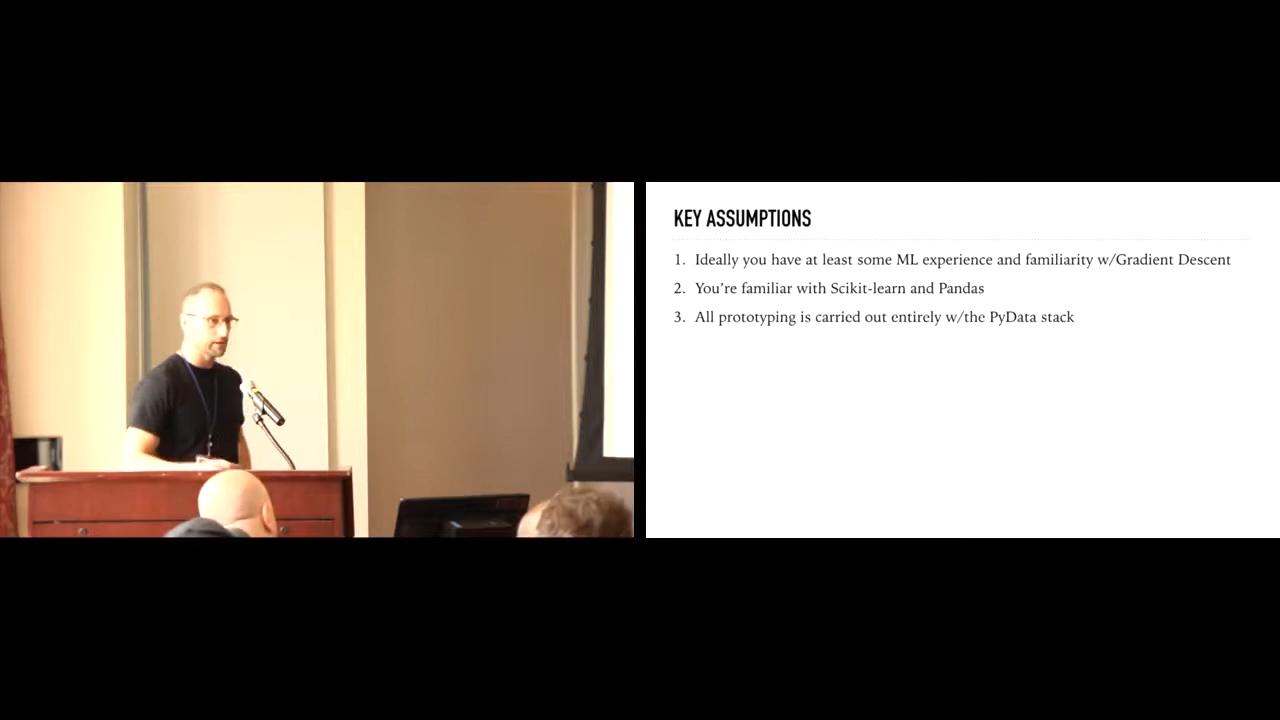 KEY ASSUMPTIONS
1. Ideally you have at least some ML experience and familiarity w/Gradient Descent
2. You’re familiar with Scikit-learn and Pandas
3. All prototyping is carried out entirely w/the PyData stack